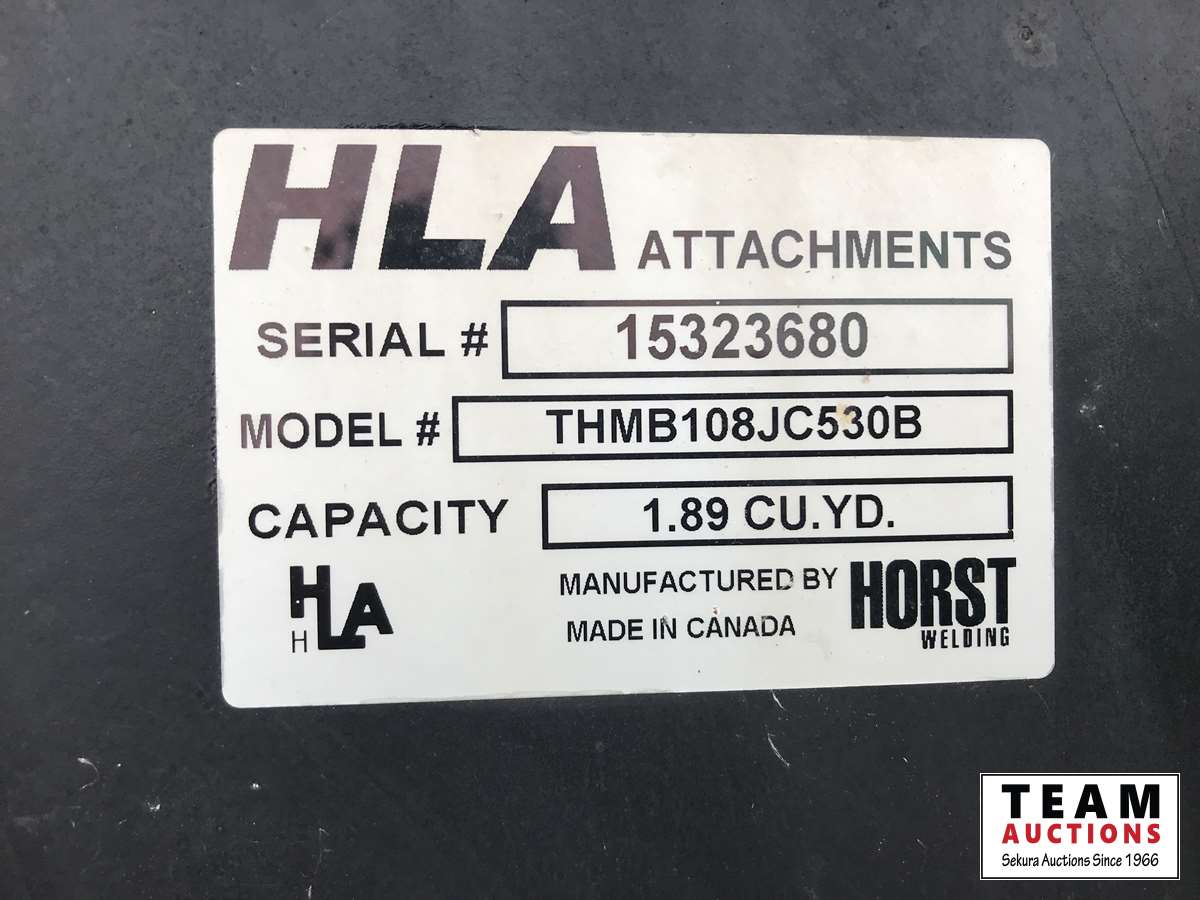 HLA ATTACHMENTS
SERIAL # 15323680
MODEL # THMB108JC530B
CAPACITY 1.89 CU.YD.
HLA
H
MANUFACTURED BY HORST
WELDING
MADE IN CANADA
TEAM
AUCTIONS
Sekura Auctions Since 1966